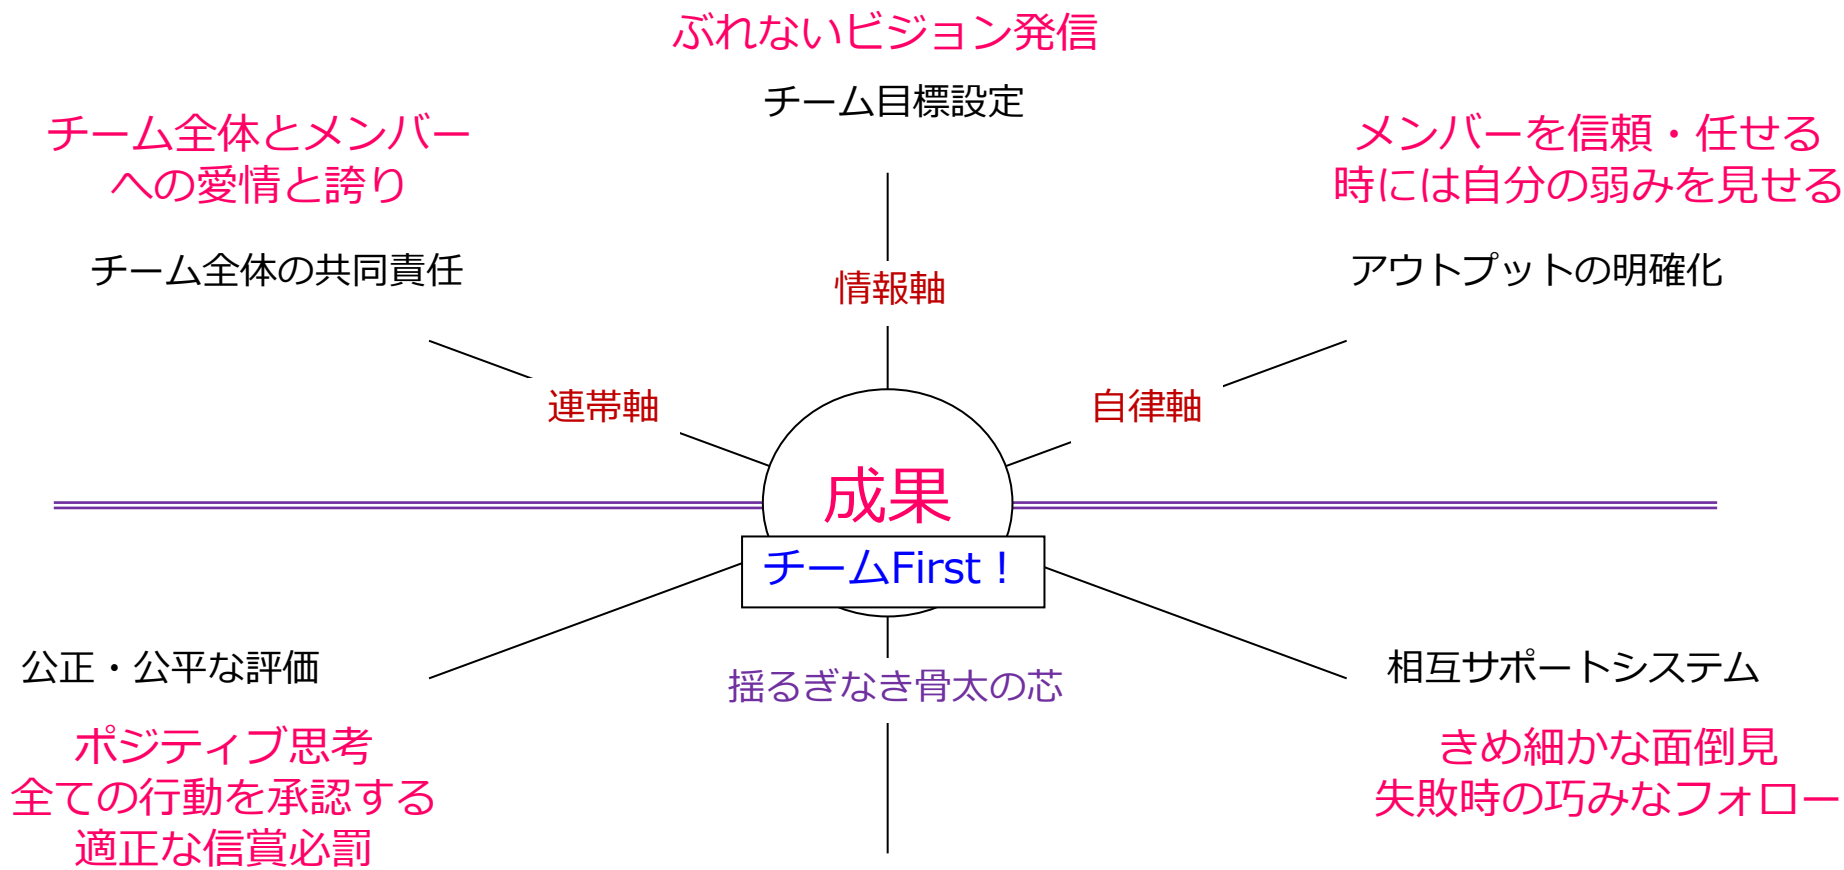 ぶれないビジョン発信
チーム目標設定
チーム全体とメンバー
への愛情と誇り
チーム全体の共同責任
メンバーを信頼・任せる
時には自分の弱みを見せる
アウトプットの明確化
情報軸
連帯軸
自律軸
成果
チームFirst！
揺るぎなき骨太の芯
公正・公平な評価
ポジティブ思考
全ての行動を承認する
適正な信賞必罰
相互サポートシステム
きめ細かな面倒見
失敗時の巧みなフォロー